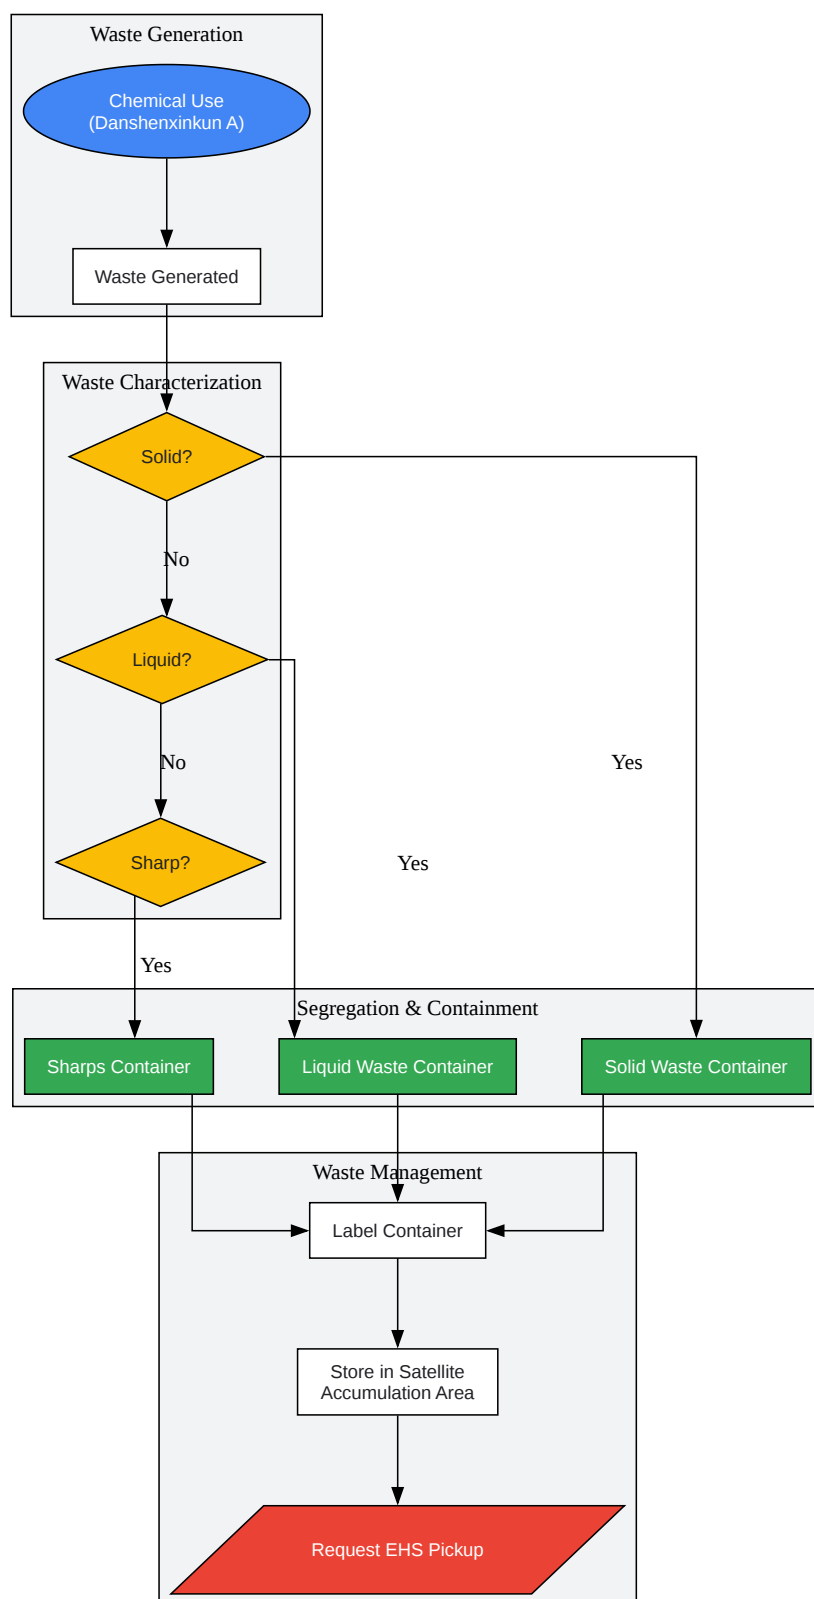 Waste Generation
Chemical Use
(Danshenxinkun A)
Waste Generated
Waste Characterization
Solid?
No
Liquid?
No
Yes
Sharp?
Yes
Yes
Segregation & Containment
Sharps Container
Liquid Waste Container
Solid Waste Container
Waste Management
Label Container
Store in Satellite
Accumulation Area
Request EHS Pickup